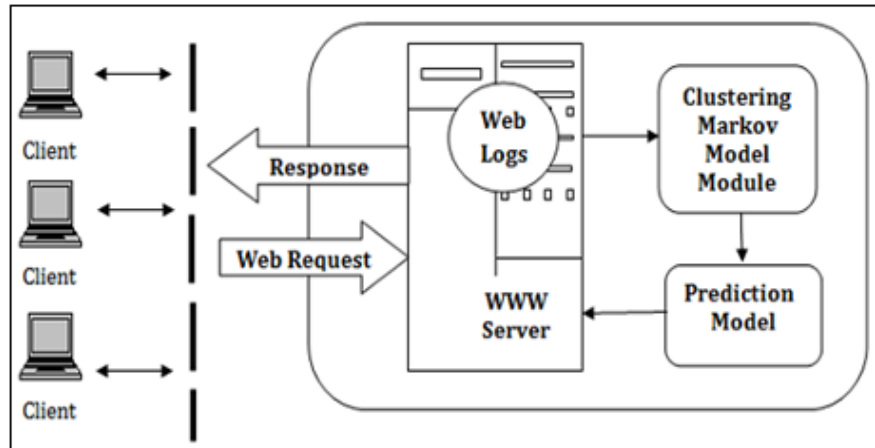 Client
Client
Client
Response
Web Request
Web
Logs
WWW
Server
Clustering
Markov
Model
Module
Prediction
Model